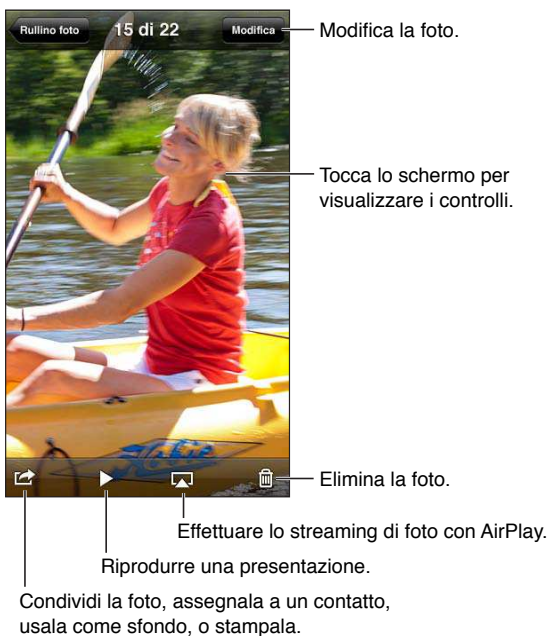 Rullino foto
15 di 22
Modifica
Modifica la foto.
Tocca lo schermo per
visualizzare i controlli.
Hobie
Elimina la foto.
Effettuare lo streaming di foto con AirPlay.
Riprodurre una presentazione.
Condividi la foto, assegnala a un contatto,
usala come sfondo, o stampala.